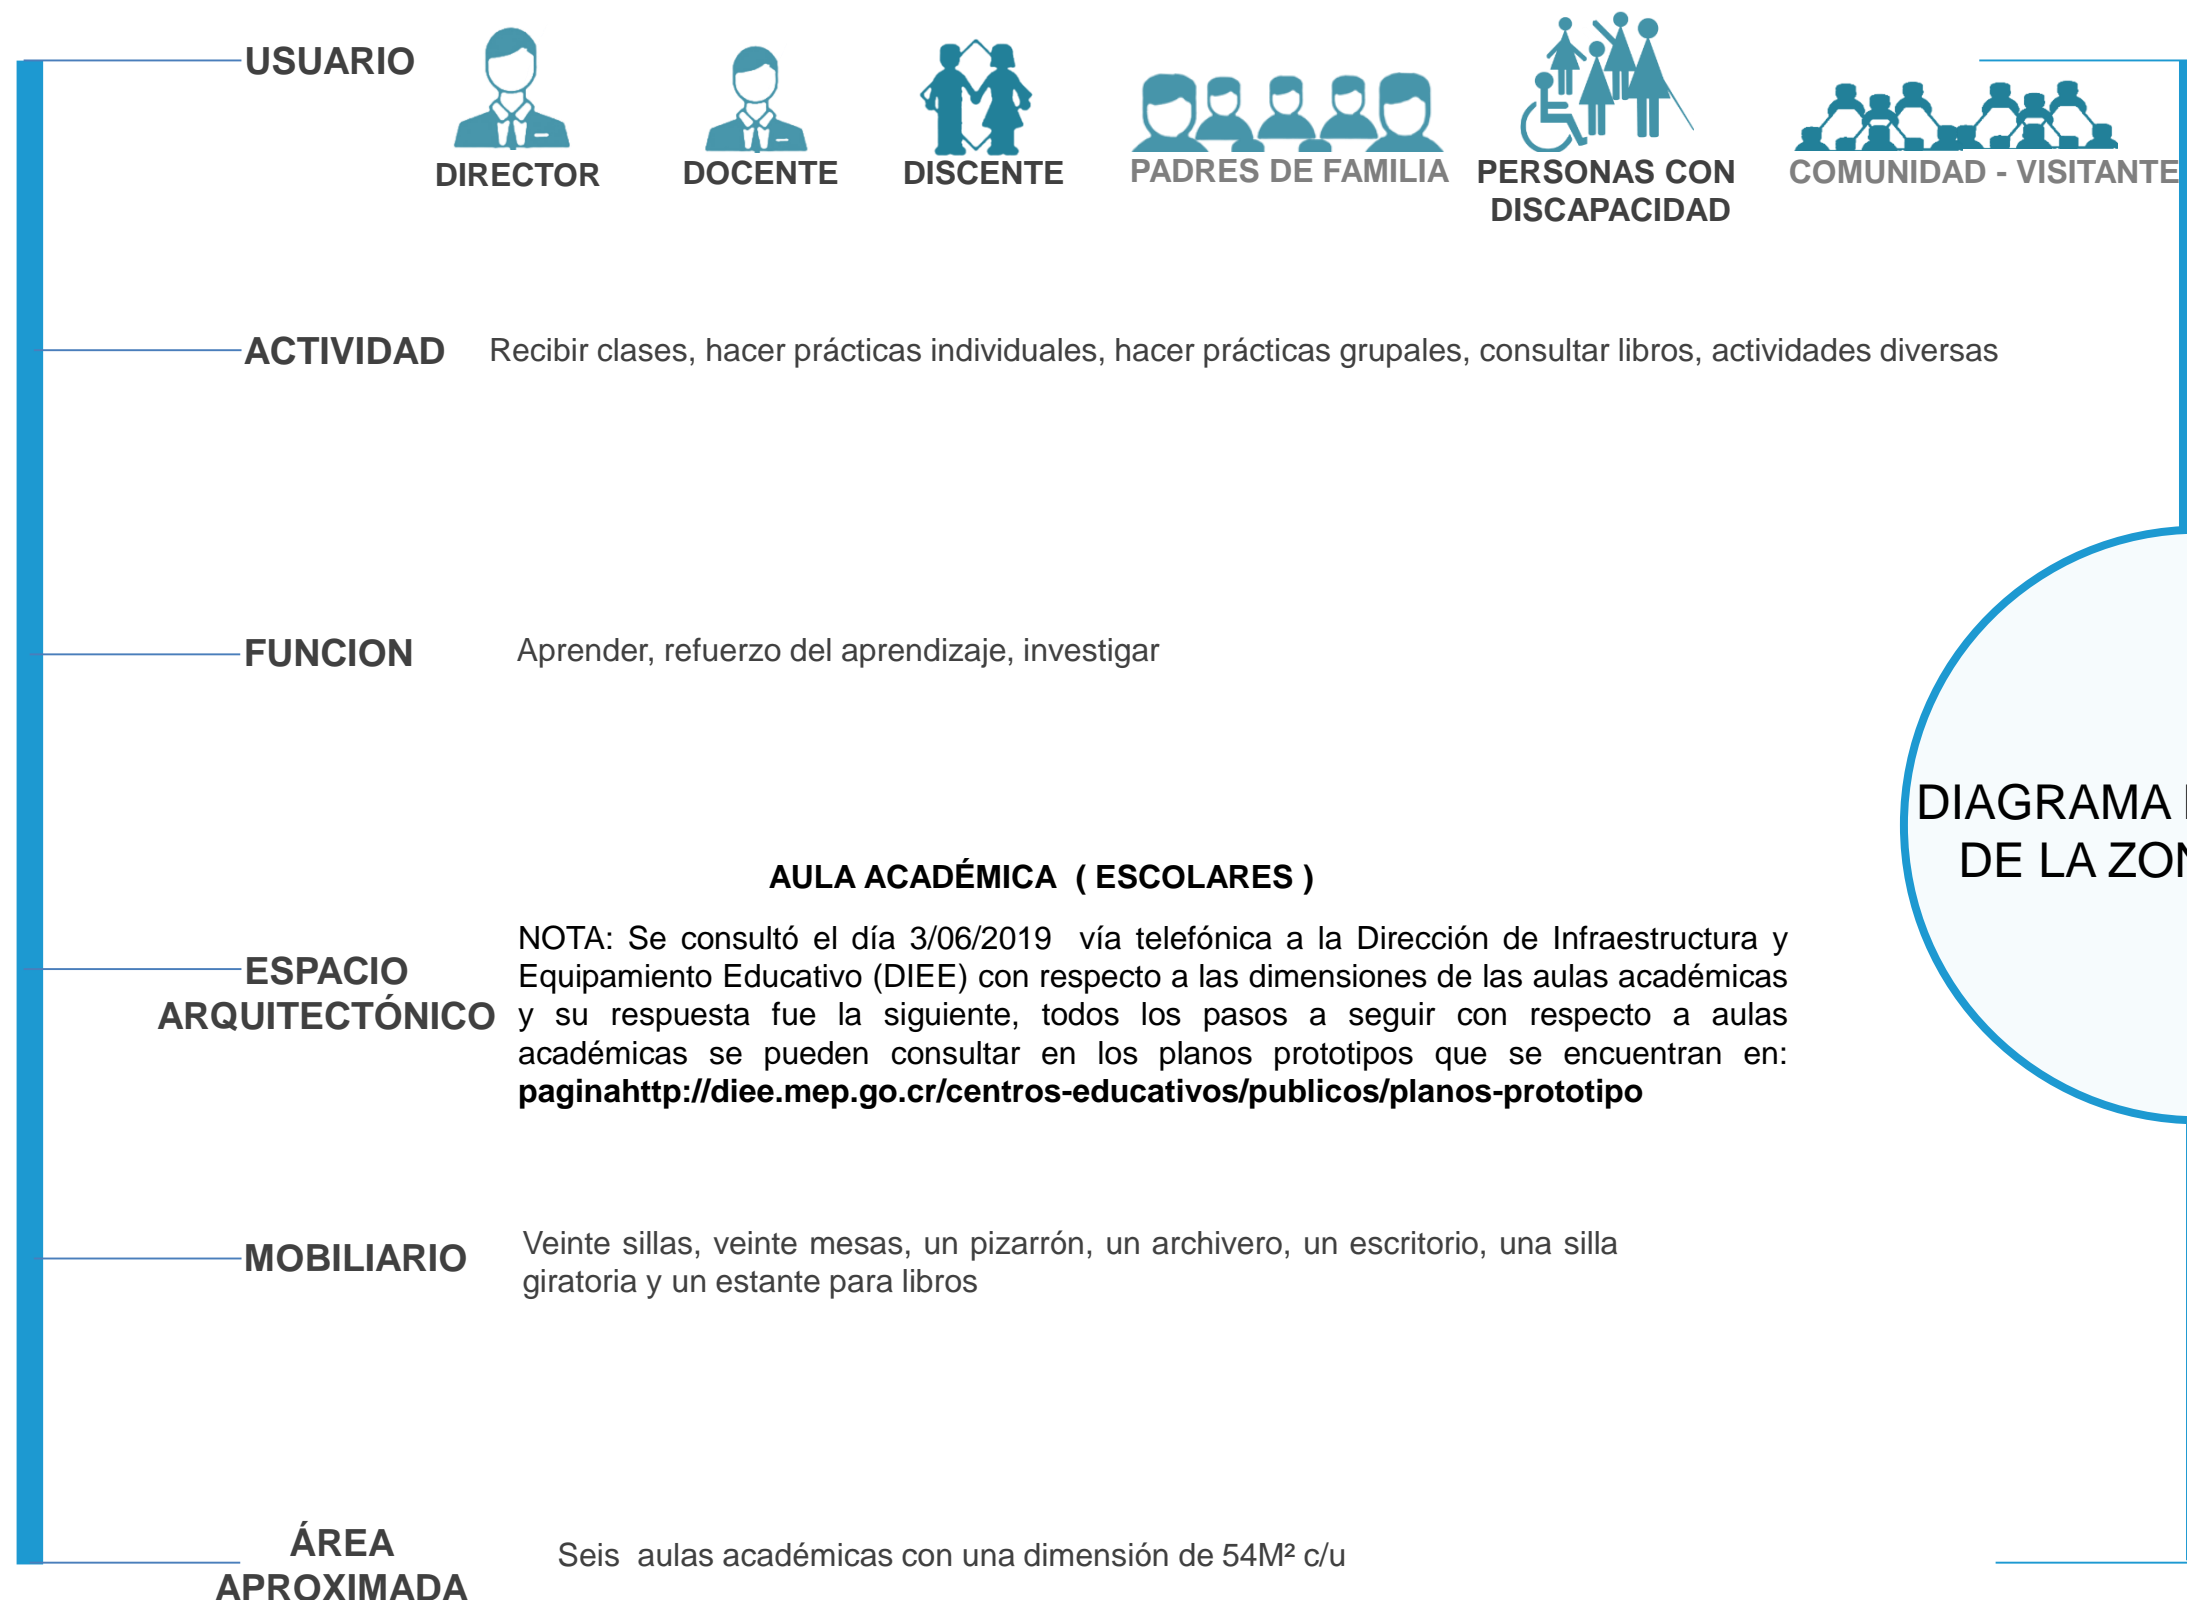 USUARIO
DIRECTOR
DOCENTE
DISCENTE
PADRES DE FAMILIA
PERSONAS CON
DISCAPACIDAD
COMUNIDAD - VISITANTE
ACTIVIDAD
Recibir clases, hacer prácticas individuales, hacer prácticas grupales, consultar libros, actividades diversas
FUNCION
Aprender, refuerzo del aprendizaje, investigar
DIAGRAMA
DE LA
AULA ACADÉMICA ( ESCOLARES )
ESPACIO
ARQUITECTÓNICO
NOTA: Se consultó el día 3/06/2019 vía telefónica a la Dirección de Infraestructura y
Equipamiento Educativo (DIEE) con respecto a las dimensiones de las aulas académicas
y su respuesta fue la siguiente, todos los pasos a seguir con respecto a aulas
académicas se pueden consultar en los planos prototipos que se encuentran en:
paginahttp://diee.mep.go.cr/centros-educativos/publicos/planos-prototipo
MOBILIARIO
Veinte sillas, veinte mesas, un pizarrón, un archivero, un escritorio, una silla
giratoria y un estante para libros
ÁREA
APROXIMADA
Seis aulas académicas con una dimensión de 54M² c/u